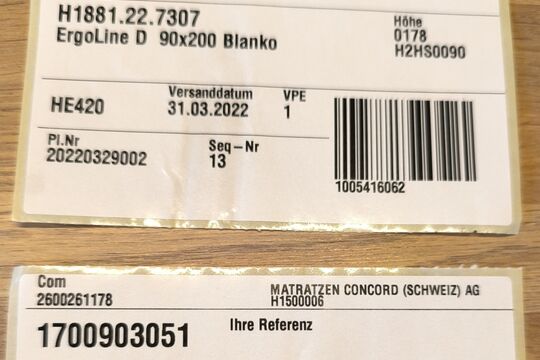 H1881.22.7307
ErgoLine D 90x200 Blanko
Höhe
0178
H2HS0090
HE420
Versanddatum
31.03.2022
VPE
1
Pl.Nr
20220329002
Seq-Nr
13
1005416062
Com
2600261178
MATRATZEN CONCORD (SCHWEIZ) AG
H1500006
1700903051
Ihre Referenz